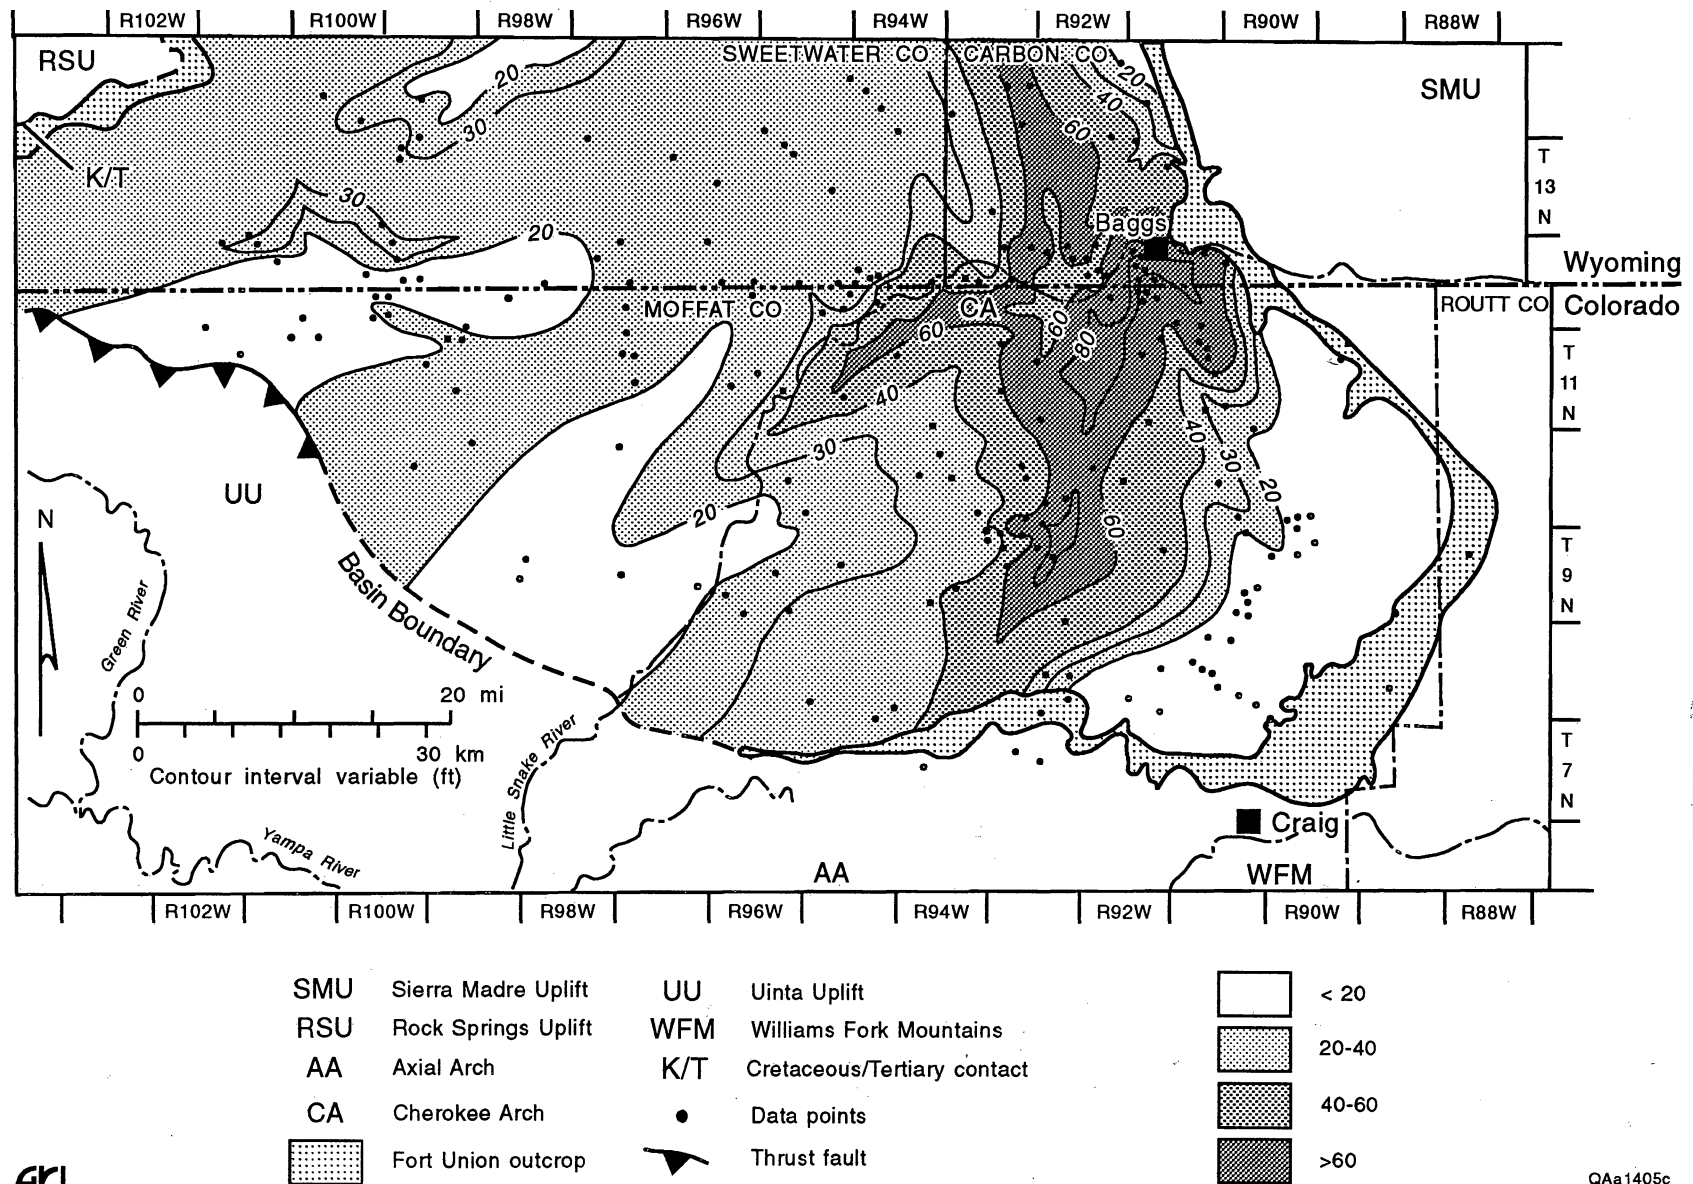 R102W R100W R98W R96W R94W R92W R90W R88W
RSU
20
SWEETWATER CO
CARBON CO
20
SMU
40
30
60
K/T
T
13
N
30
Baggs
20
Wyoming
MOFFAT CO
CA
ROUTT CO
Colorado
60
60
80
T
11
N
40
40
30
30
20
UU
20
60
N
Basin Boundary
T
9
N
Green River
0 20 mi
0 30 km
Contour interval variable (ft)
Little Snake River
T
7
N
Craig
Yampa River
AA
WFM
R102W R100W R98W R96W R94W R92W R90W R88W
SMU Sierra Madre Uplift
UU Uinta Uplift
< 20
RSU Rock Springs Uplift
WFM Williams Fork Mountains
20-40
AA Axial Arch
K/T Cretaceous/Tertiary contact
40-60
CA Cherokee Arch
Data points
Fort Union outcrop
Thrust fault
>60
QAa1405c